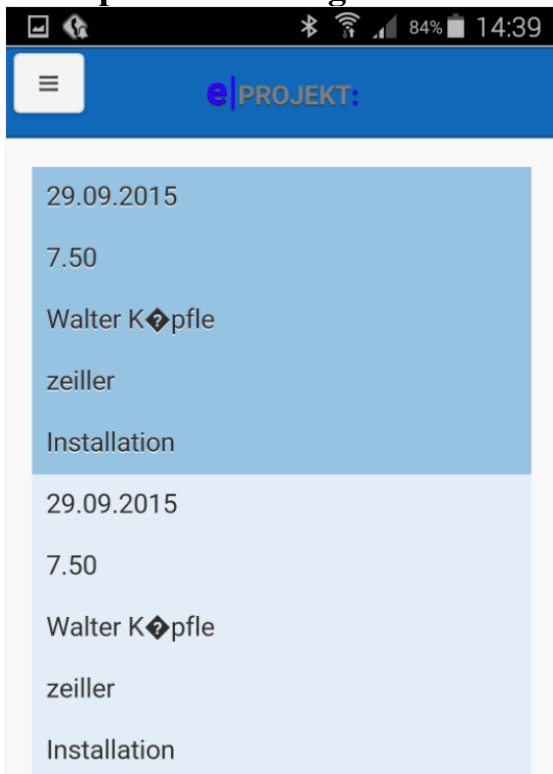 84% 14:39
e|PROJEKT:
29.09.2015
7.50
Walter K�pfle
zeiller
Installation
29.09.2015
7.50
Walter K�pfle
zeiller
Installation